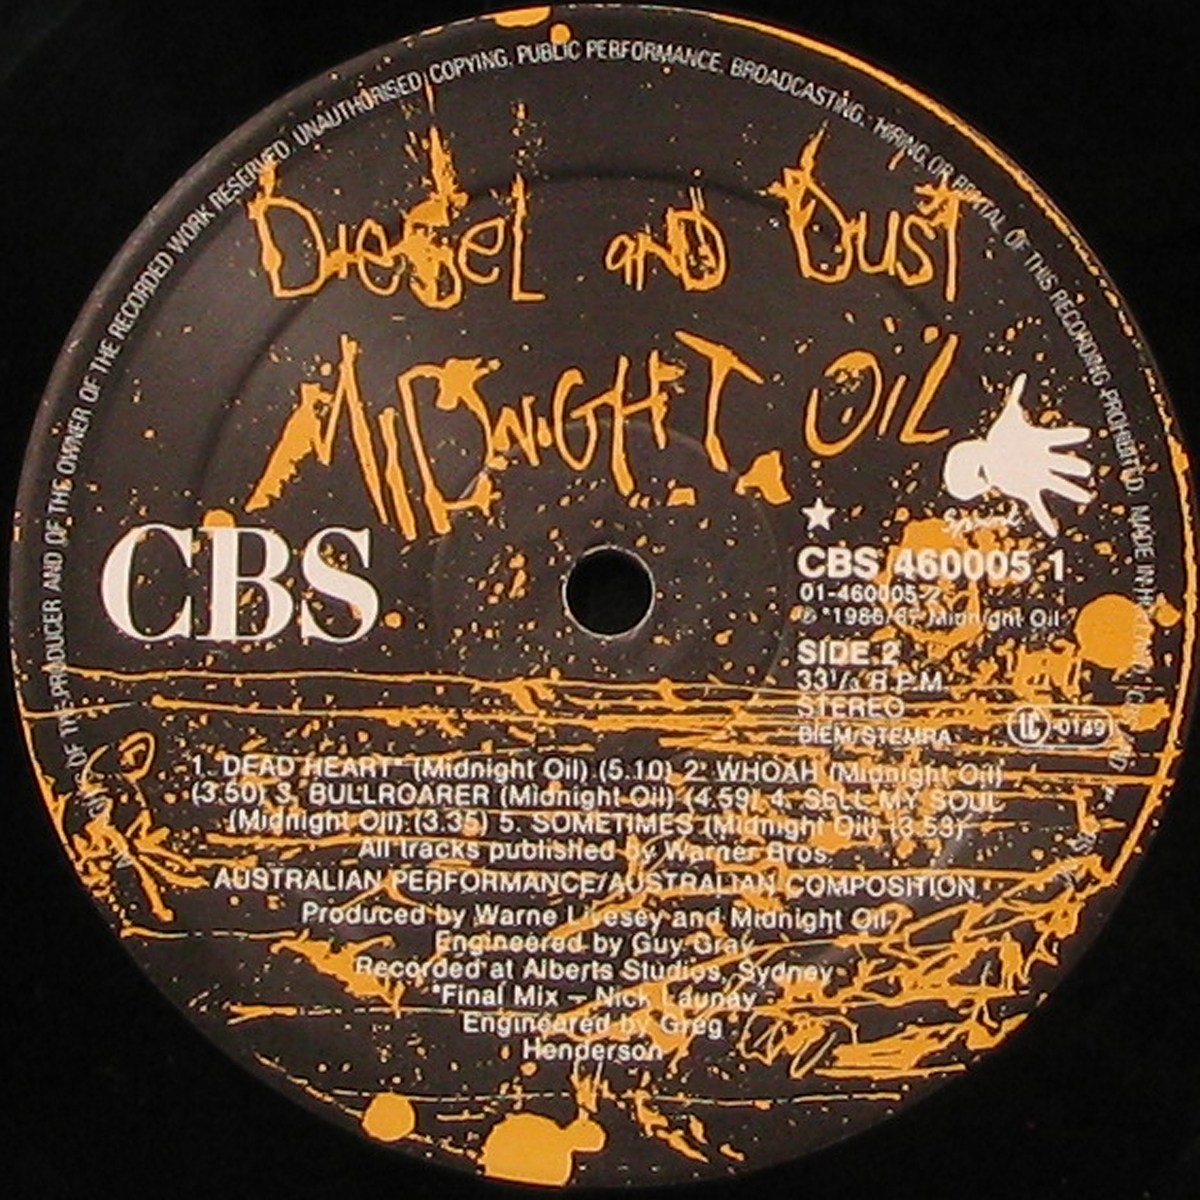 OF THE PRODUCER AND OF THE OWNER OF THE RECORDED WORK RESERVED. UNAUTHORISED COPYING, PUBLIC PERFORMANCE, BROADCASTING, HIRING, OR RENTAL OF THIS RECORDING PROHIBITED. MADE IN
DIESEL AND DUST
MIDNIGHT OIL
Sprint
CBS
CBS 460005 1
01-460005-2
℗ *1986/87 Midnight Oil
SIDE 2
33⅓ R.P.M.
STEREO
BIEM/STEMRA
LC 0149
1. DEAD HEART* (Midnight Oil) (5.10) 2. WHOAH (Midnight Oil)
(3.50) 3. BULLROARER (Midnight Oil) (4.59) 4. SELL MY SOUL
(Midnight Oil) (3.35) 5. SOMETIMES (Midnight Oil) (3.53)
All tracks published by Warner Bros.
AUSTRALIAN PERFORMANCE/AUSTRALIAN COMPOSITION
Produced by Warne Livesey and Midnight Oil
Engineered by Guy Gray
Recorded at Alberts Studios, Sydney
*Final Mix – Nick Launay
Engineered by Greg
Henderson